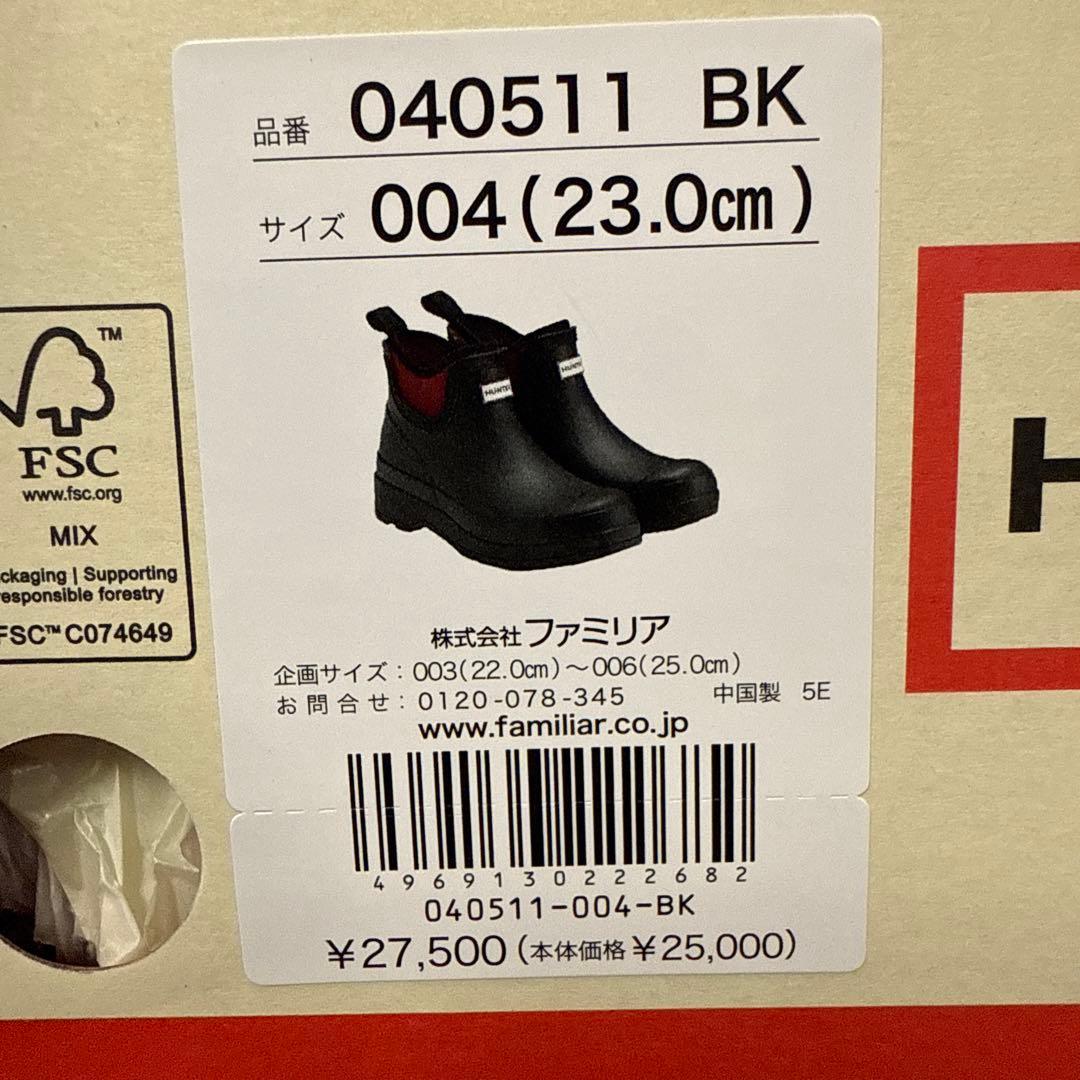 品番 040511 BK
サイズ 004(23.0㎝)
HUNTER
HUNTER
TM
FSC
www.fsc.org
MIX
ckaging | Supporting
esponsible forestry
FSC™ C074649
H
株式会社ファミリア
企画サイズ：003(22.0㎝)～006(25.0㎝)
お問合せ：0120-078-345 中国製 5E
www.familiar.co.jp
4969130222682
040511-004-BK
¥27,500(本体価格¥25,000)